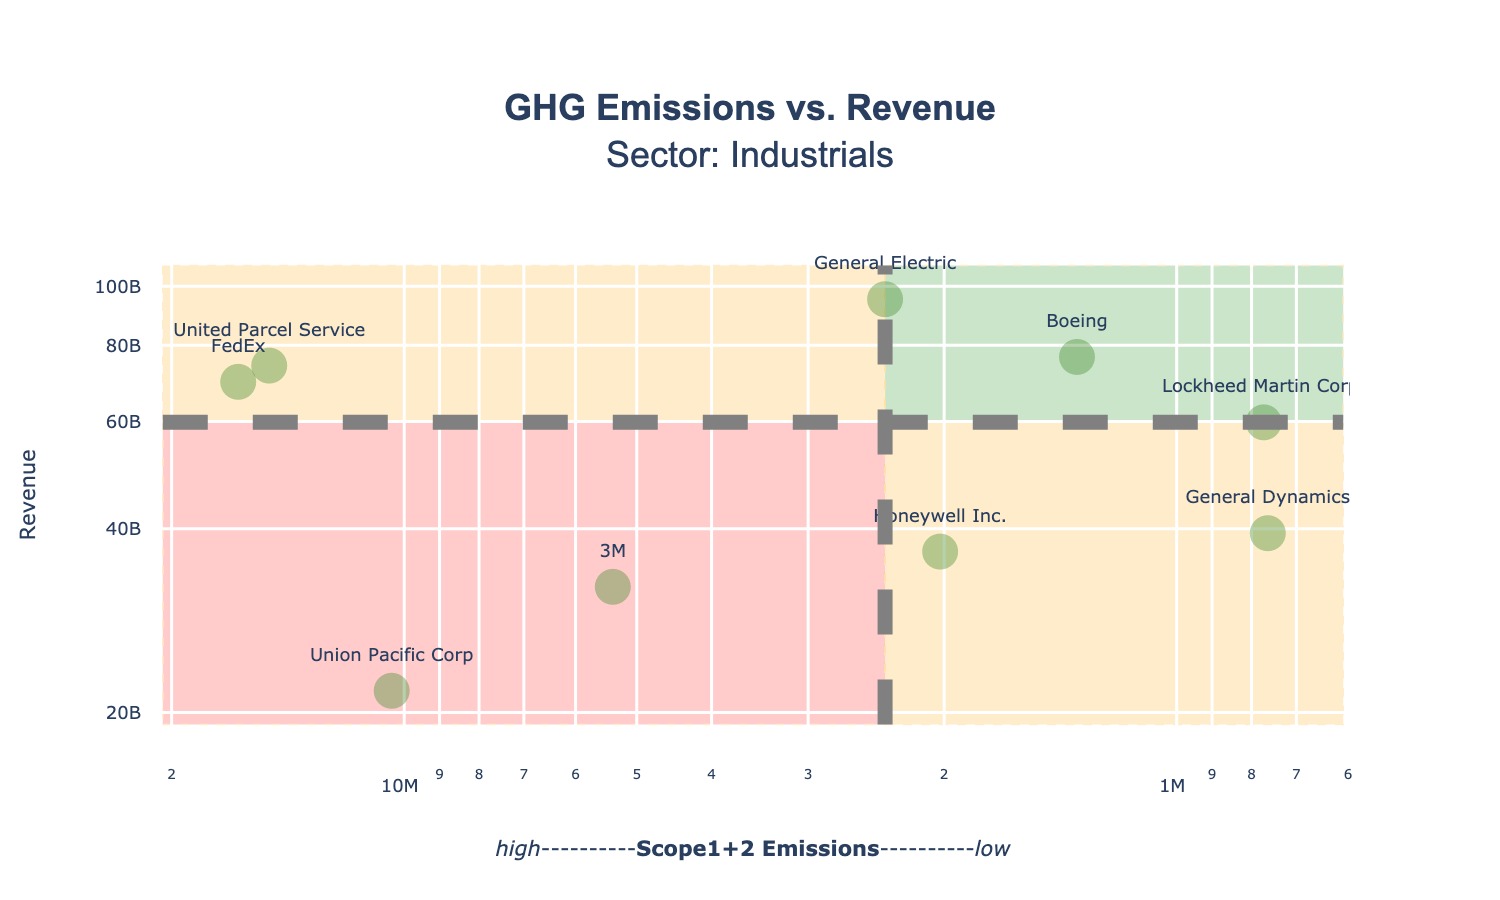 GHG Emissions vs. Revenue
Sector: Industrials
General Electric
100B
Boeing
United Parcel Service
80B
FedEx
Lockheed Martin Corp
60B
General Dynamics
Honeywell Inc.
40B
3M
Union Pacific Corp
20B
Revenue
2 10M 9 8 7 6 5 4 3 2 1M 9 8 7 6
high----------Scope1+2 Emissions----------low